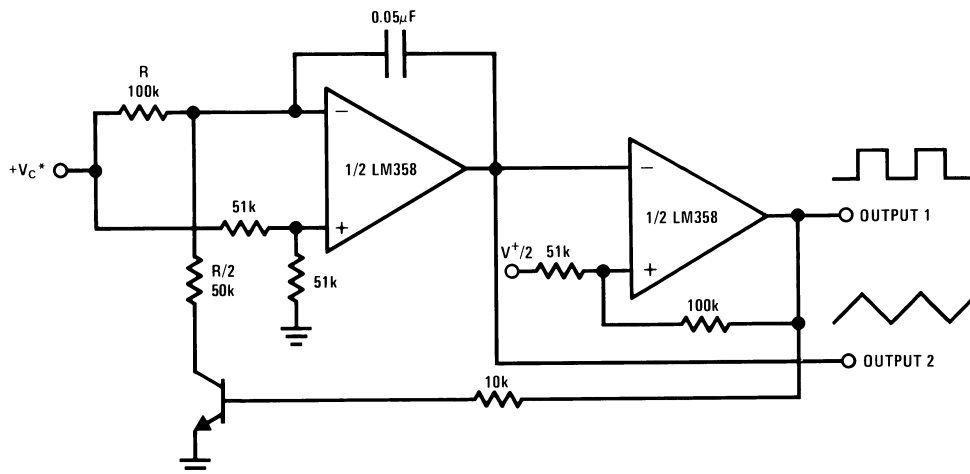 0.05μF
R
100k
+VC*
1/2 LM358
51k
51k
R/2
50k
1/2 LM358
OUTPUT 1
V+/2
51k
100k
OUTPUT 2
10k